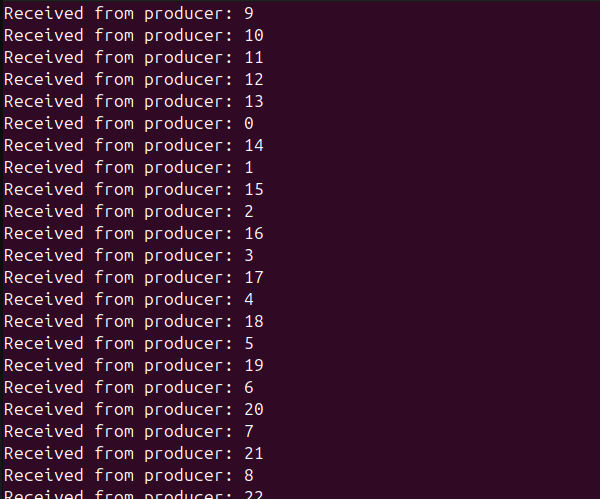 Received from producer: 9
Received from producer: 10
Received from producer: 11
Received from producer: 12
Received from producer: 13
Received from producer: 0
Received from producer: 14
Received from producer: 1
Received from producer: 15
Received from producer: 2
Received from producer: 16
Received from producer: 3
Received from producer: 17
Received from producer: 4
Received from producer: 18
Received from producer: 5
Received from producer: 19
Received from producer: 6
Received from producer: 20
Received from producer: 7
Received from producer: 21
Received from producer: 8
Received from producer: 22